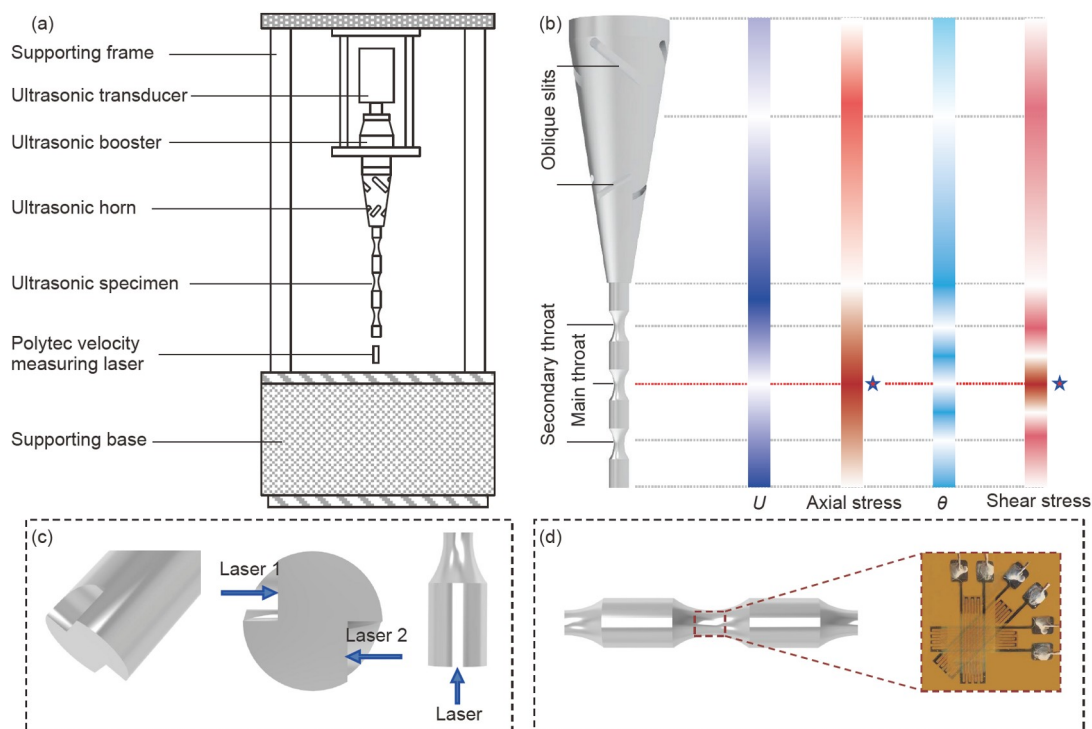 (a)
Supporting frame
Ultrasonic transducer
Ultrasonic booster
Ultrasonic horn
Ultrasonic specimen
Polytec velocity
measuring laser
Supporting base
(b)
Oblique slits
Secondary throat
Main throat
U
Axial stress
θ
Shear stress
(c)
Laser 1
Laser 2
Laser
(d)